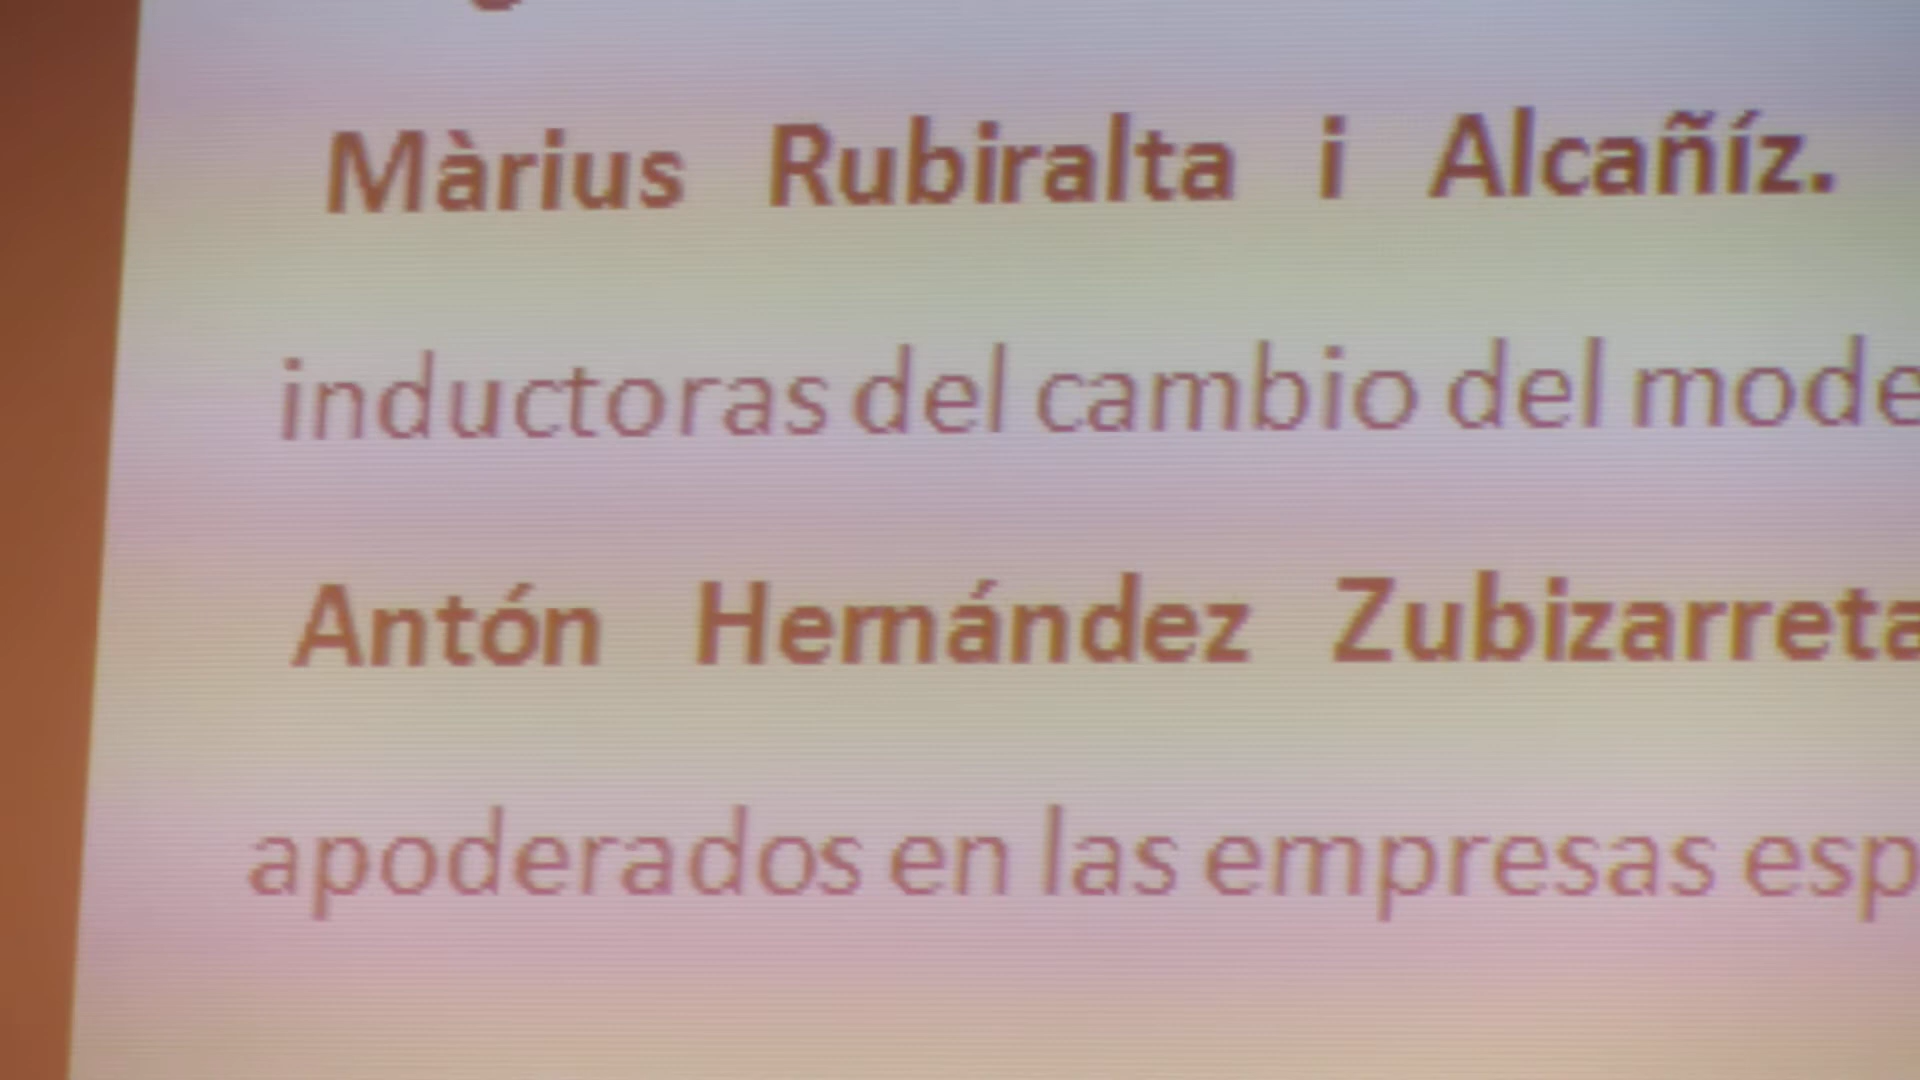 Màrius Rubiralta i Alcañíz.
inductoras del cambio del mode
Antón Hernández Zubizarreta
apoderados en las empresas esp